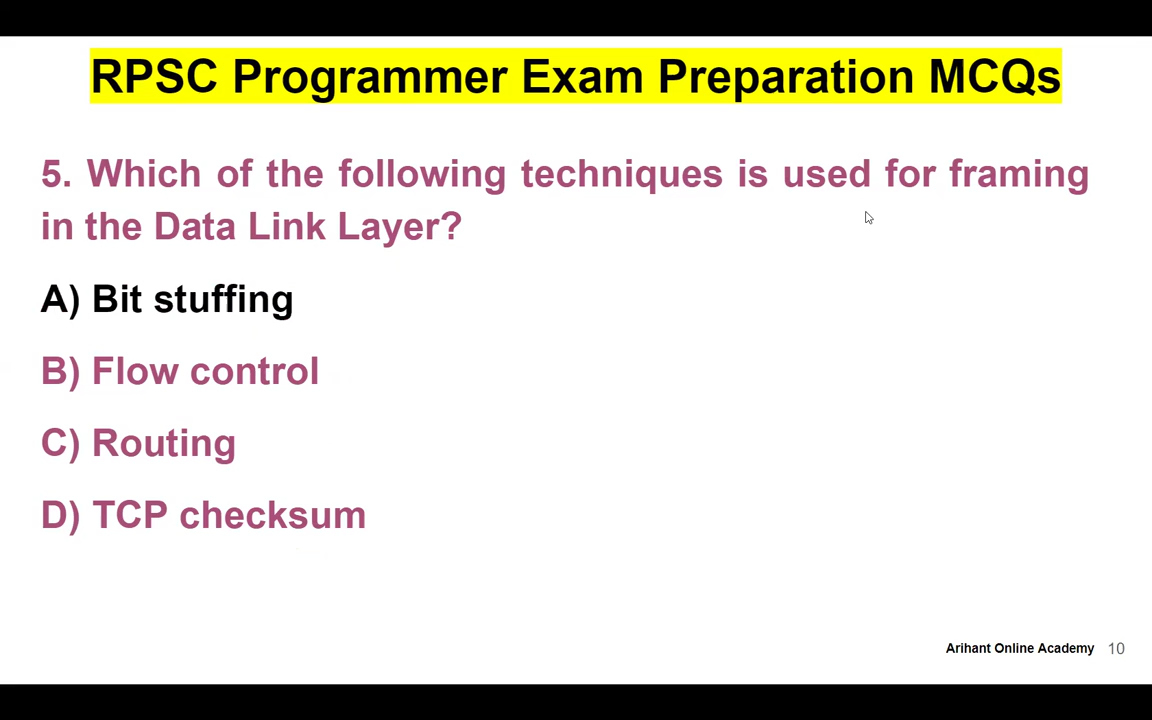 RPSC Programmer Exam Preparation MCQs
5. Which of the following techniques is used for framing
in the Data Link Layer?
A) Bit stuffing
B) Flow control
C) Routing
D) TCP checksum
Arihant Online Academy 10